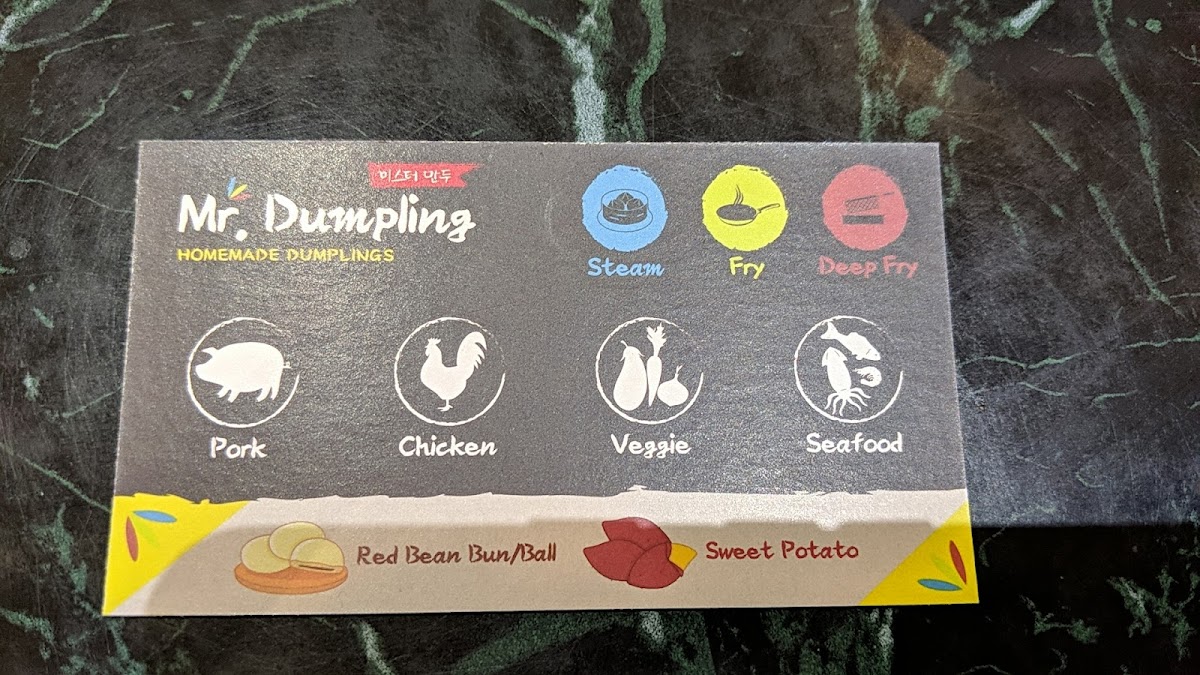 미스터 만두
Mr. Dumpling
HOMEMADE DUMPLINGS
Steam
Fry
Deep Fry
Pork
Chicken
Veggie
Seafood
Red Bean Bun/Ball
Sweet Potato